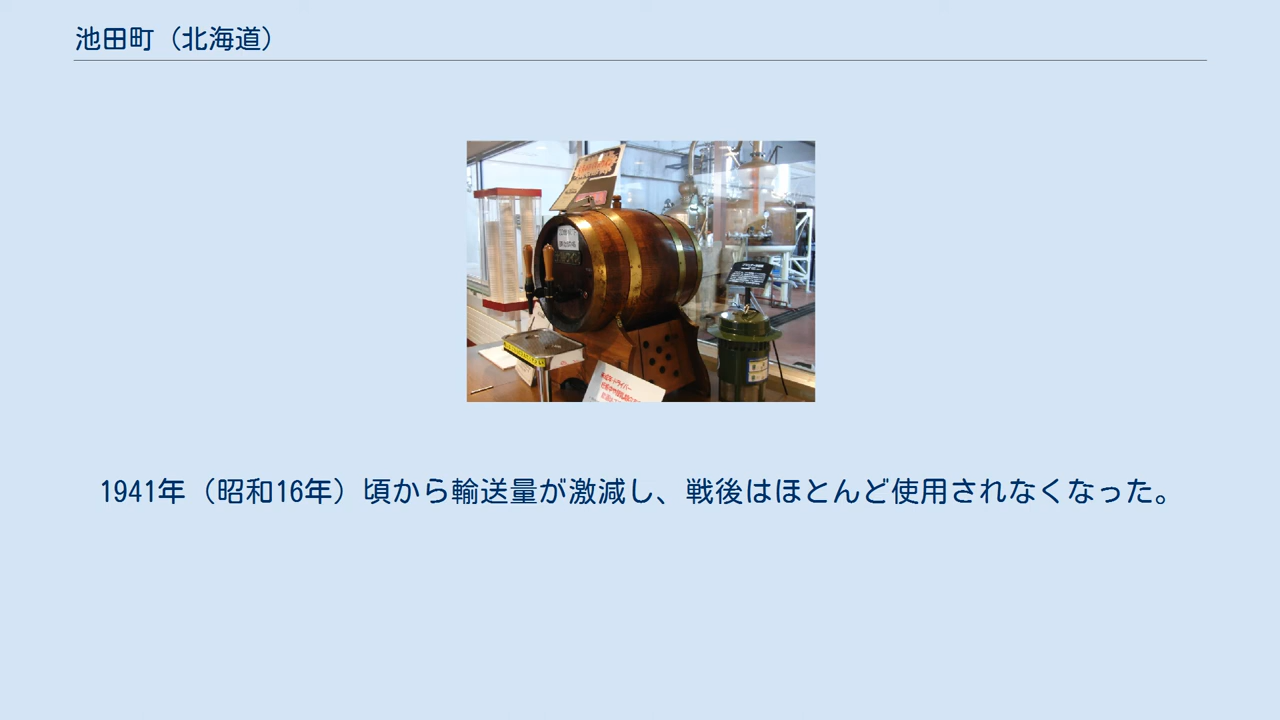 池田町（北海道）
1941年（昭和16年）頃から輸送量が激減し、戦後はほとんど使用されなくなった。